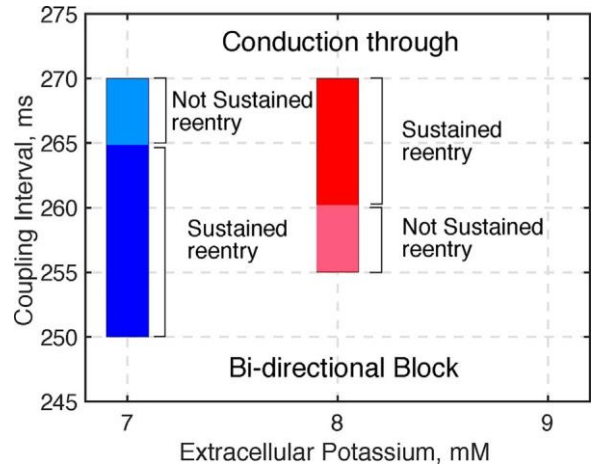 275
270
265
260
255
250
245
Coupling Interval, ms
Conduction through
Not Sustained
reentry
Sustained
reentry
Sustained
reentry
Not Sustained
reentry
Bi-directional Block
7
8
9
Extracellular Potassium, mM